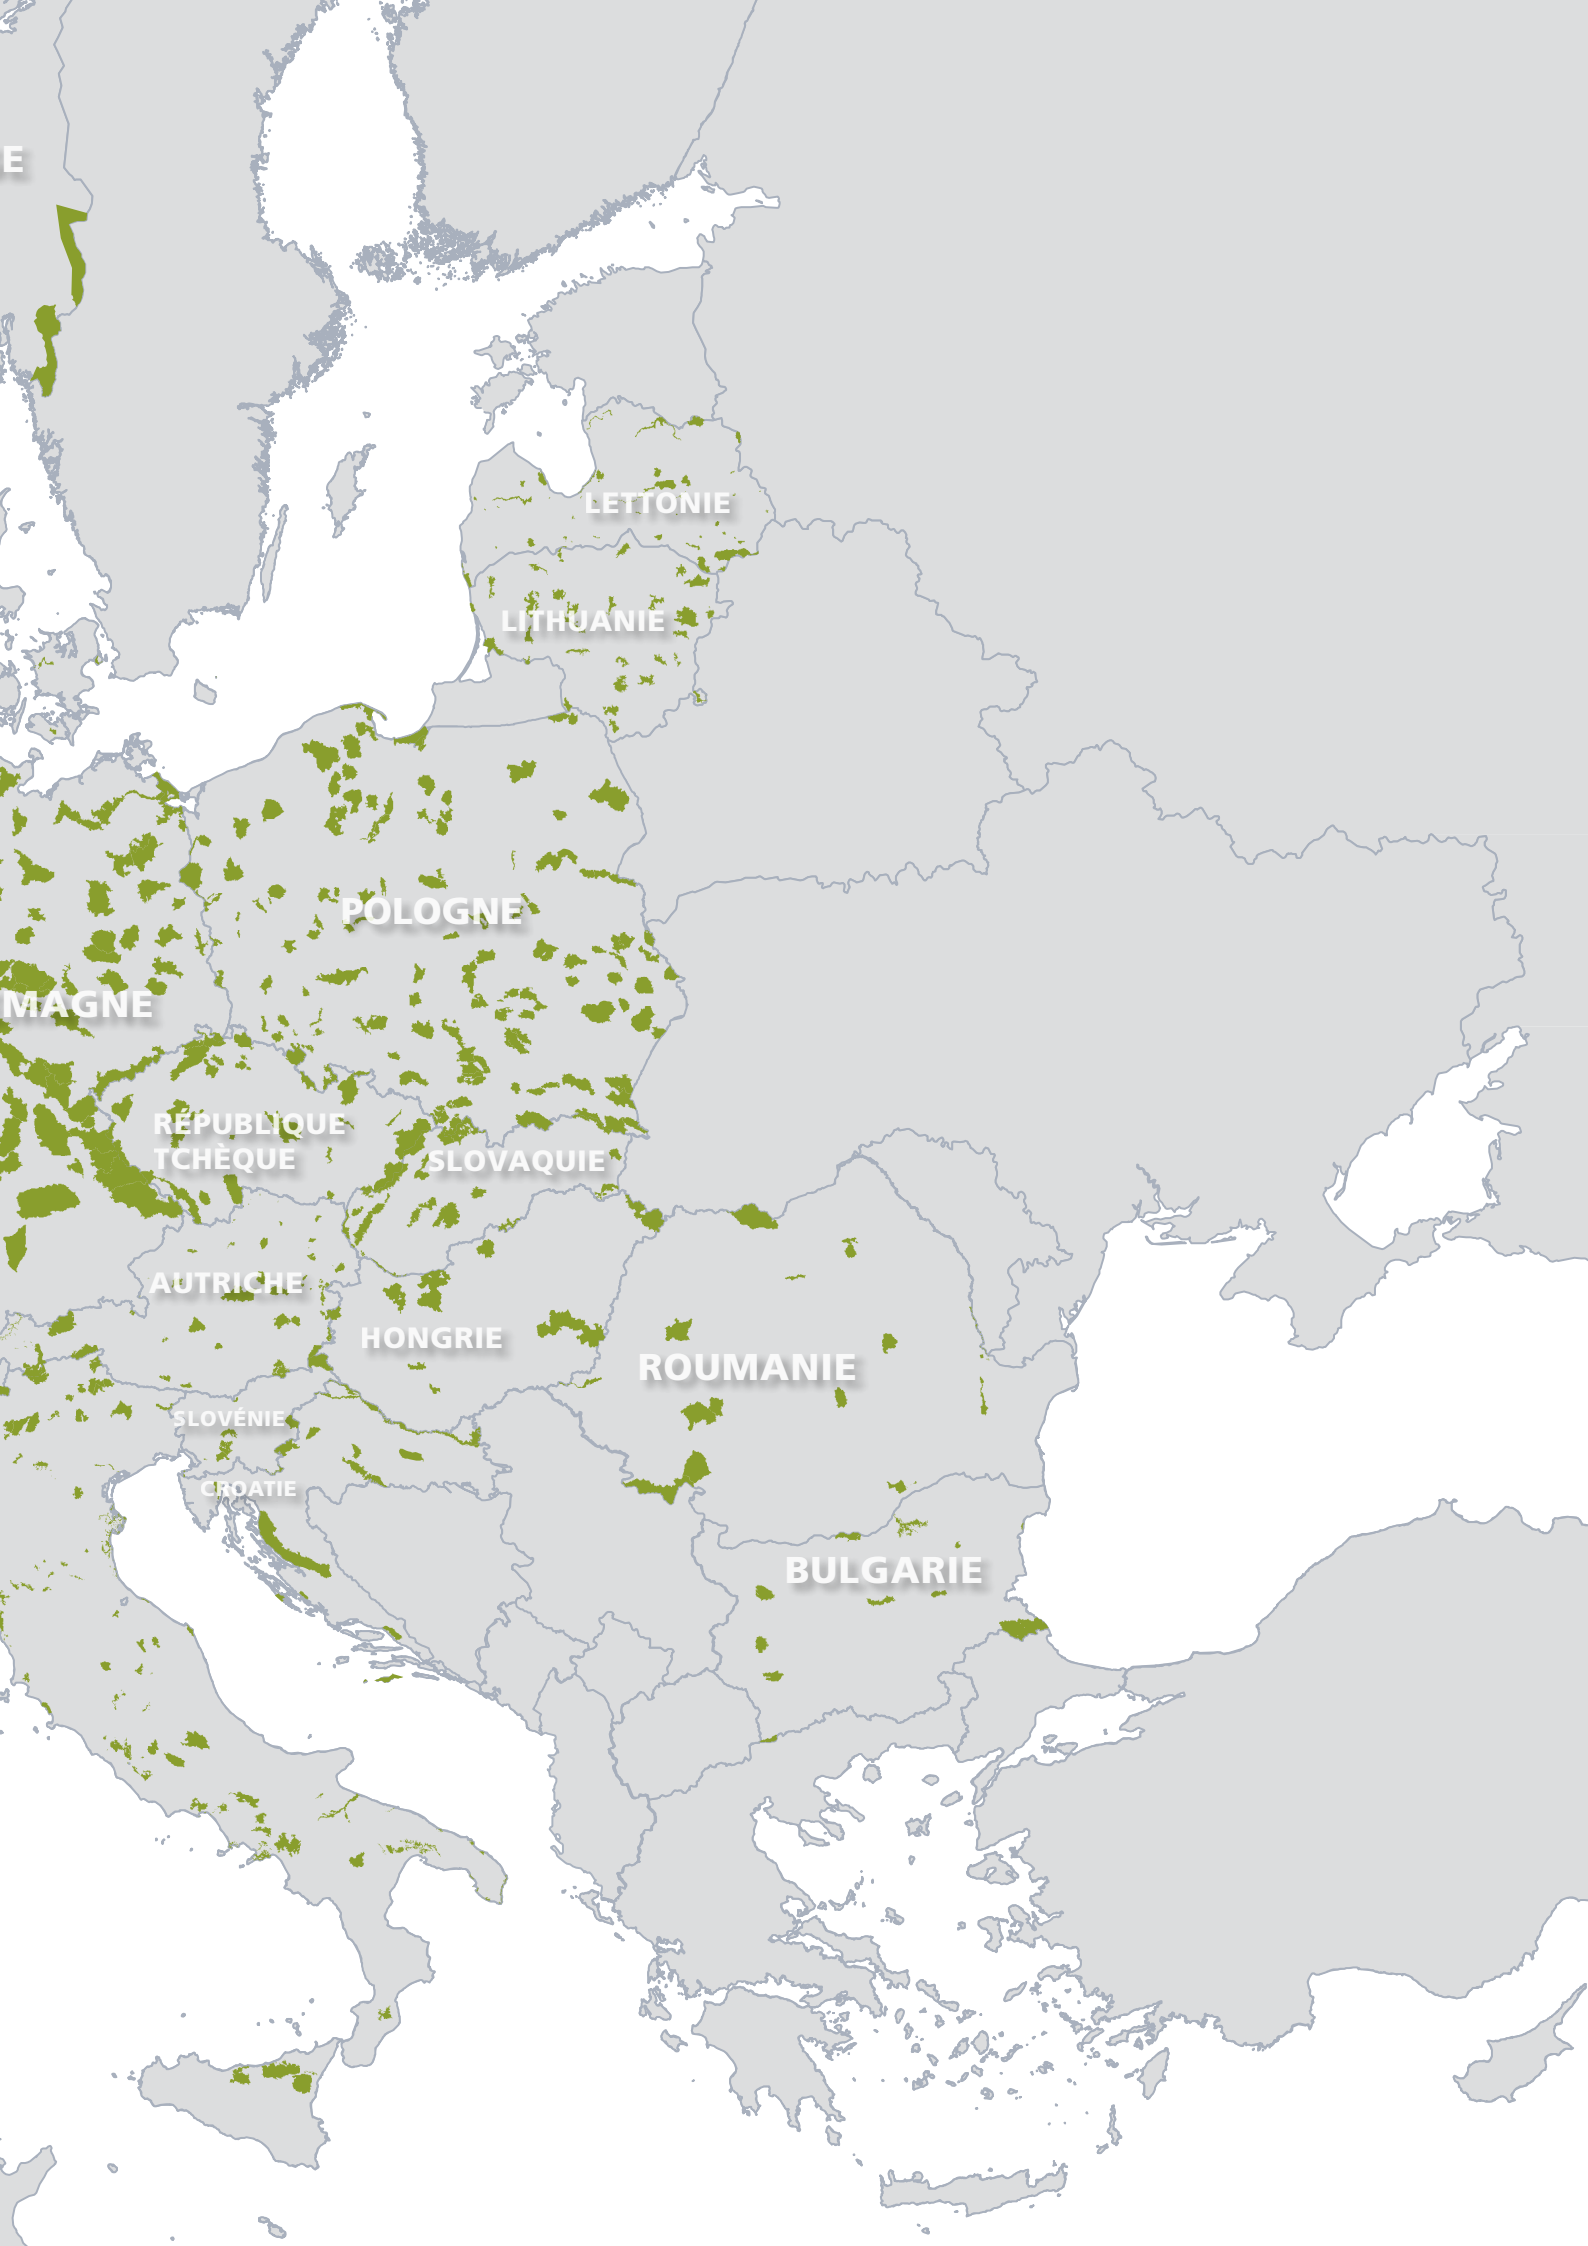 E
LETTONIE
LITHUANIE
POLOGNE
MAGNE
RÉPUBLIQUE
TCHÈQUE
SLOVAQUIE
AUTRICHE
HONGRIE
ROUMANIE
SLOVÉNIE
CROATIE
BULGARIE